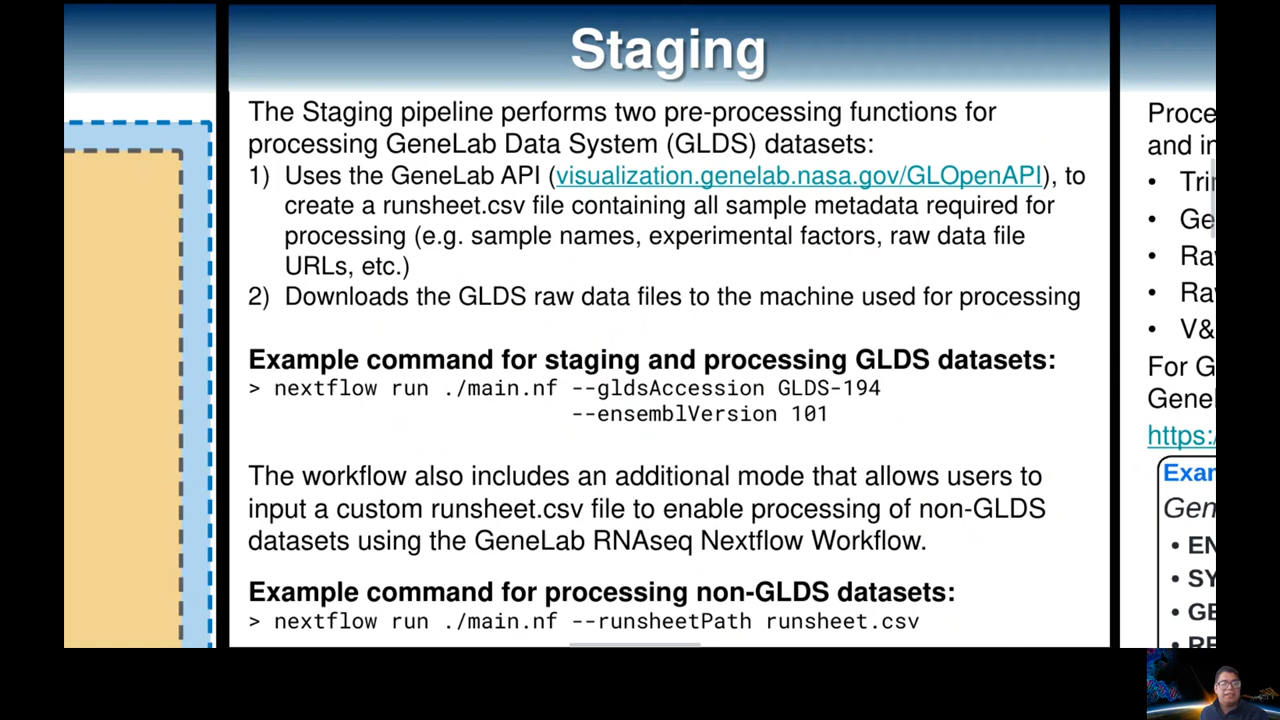 Staging
The Staging pipeline performs two pre-processing functions for
processing GeneLab Data System (GLDS) datasets:
1) Uses the GeneLab API (visualization.genelab.nasa.gov/GLOpenAPI), to
create a runsheet.csv file containing all sample metadata required for
processing (e.g. sample names, experimental factors, raw data file
URLs, etc.)
2) Downloads the GLDS raw data files to the machine used for processing
Example command for staging and processing GLDS datasets:
> nextflow run ./main.nf --gldsAccession GLDS-194
--ensemblVersion 101
The workflow also includes an additional mode that allows users to
input a custom runsheet.csv file to enable processing of non-GLDS
datasets using the GeneLab RNAseq Nextflow Workflow.
Example command for processing non-GLDS datasets:
> nextflow run ./main.nf --runsheetPath runsheet.csv
and
For
https:/